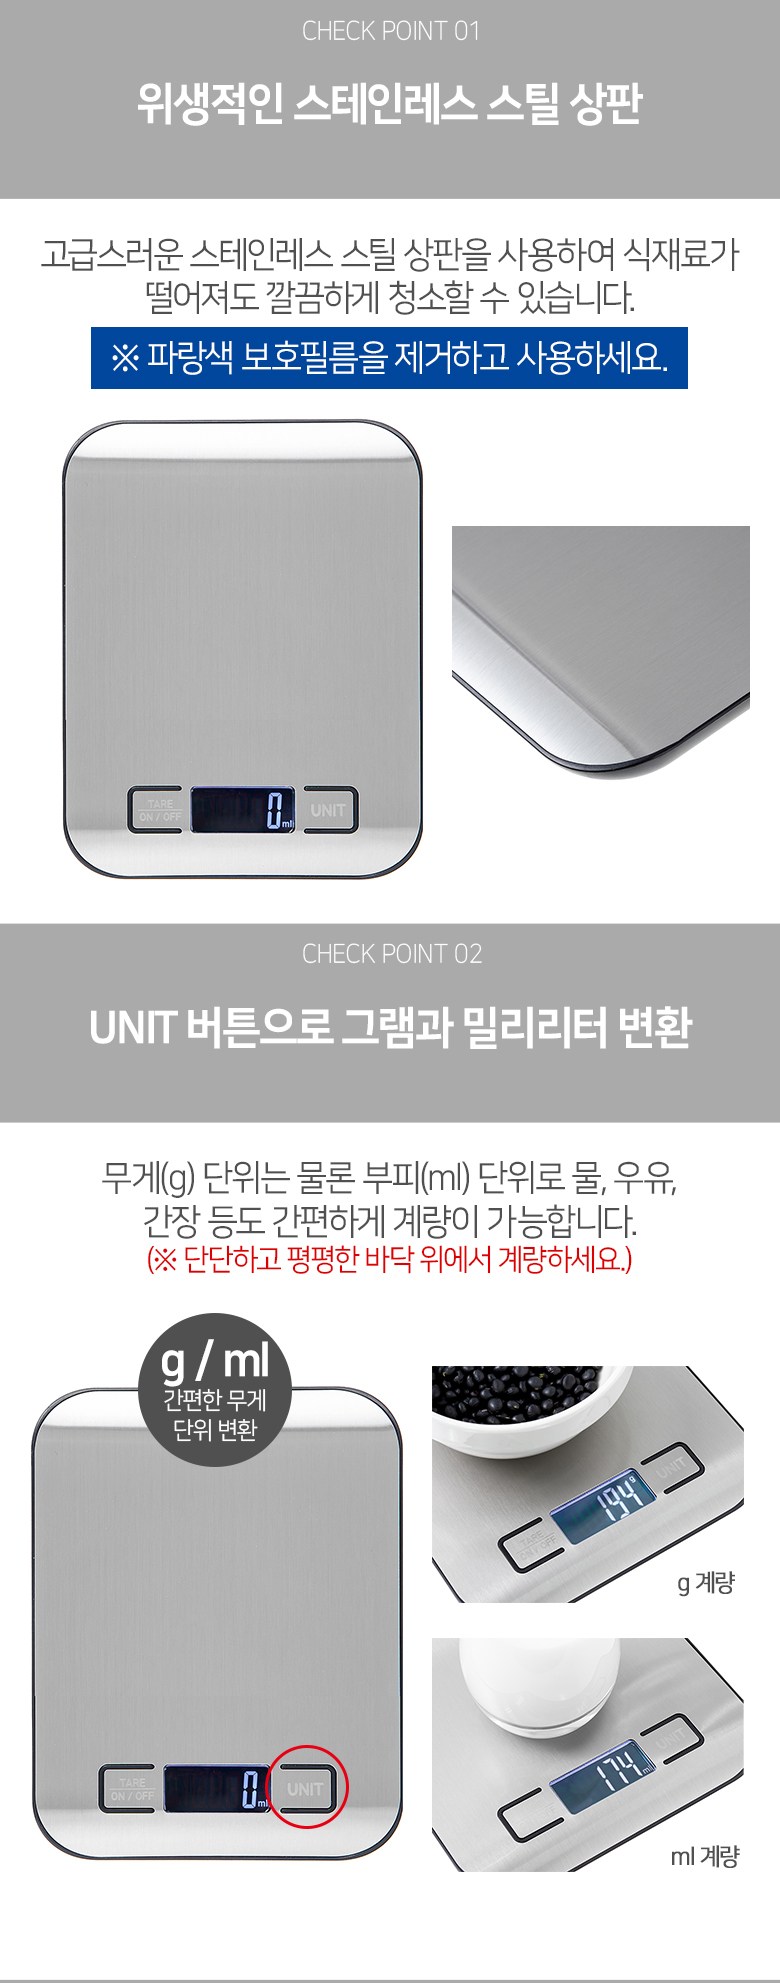 CHECK POINT 01
위생적인 스테인레스 스틸 상판
고급스러운 스테인레스 스틸 상판을 사용하여 식재료가
떨어져도 깔끔하게 청소할 수 있습니다.
※ 파랑색 보호필름을 제거하고 사용하세요.
TARE
ON / OFF
0 ml
UNIT
CHECK POINT 02
UNIT 버튼으로 그램과 밀리리터 변환
무게(g) 단위는 물론 부피(ml) 단위로 물, 우유,
간장 등도 간편하게 계량이 가능합니다.
(※ 단단하고 평평한 바닥 위에서 계량하세요.)
g / ml
간편한 무게
단위 변환
TARE
ON / OFF
0 ml
UNIT
TARE
ON / OFF
194 g
UNIT
g 계량
174 ml
UNIT
ml 계량